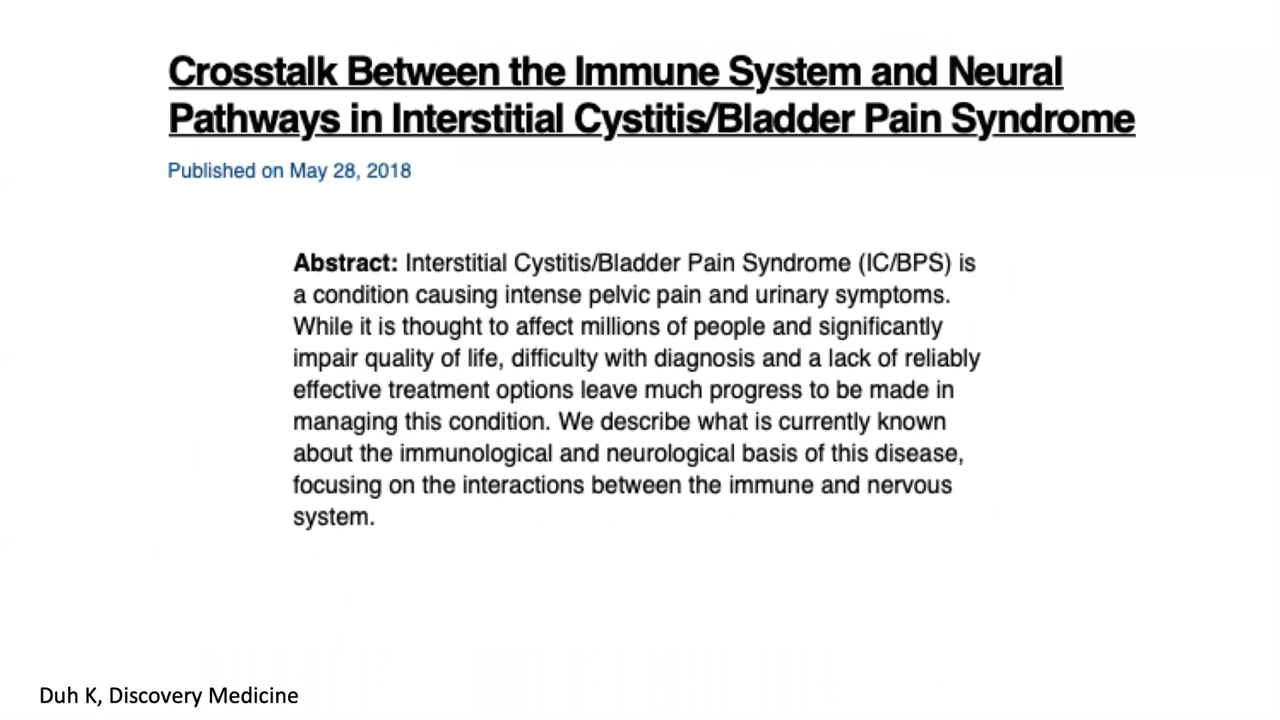 Crosstalk Between the Immune System and Neural
Pathways in Interstitial Cystitis/Bladder Pain Syndrome
Published on May 28, 2018
Abstract: Interstitial Cystitis/Bladder Pain Syndrome (IC/BPS) is
a condition causing intense pelvic pain and urinary symptoms.
While it is thought to affect millions of people and significantly
impair quality of life, difficulty with diagnosis and a lack of reliably
effective treatment options leave much progress to be made in
managing this condition. We describe what is currently known
about the immunological and neurological basis of this disease,
focusing on the interactions between the immune and nervous
system.
Duh K, Discovery Medicine